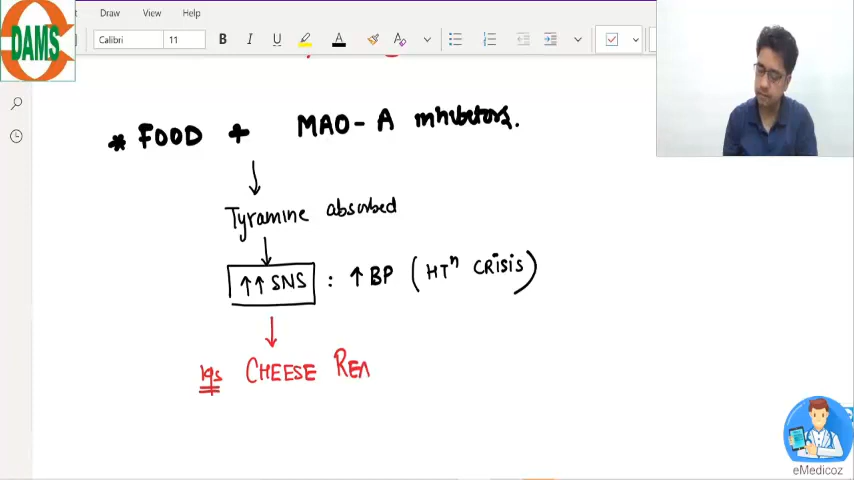 Draw View Help
DAMS
Calibri 11 B I U A
* FOOD + MAO-A inhibitors.
Tyramine absorbed
↑↑ SNS : ↑ BP (HTⁿ CRISIS)
CHEESE REA
eMedicoz